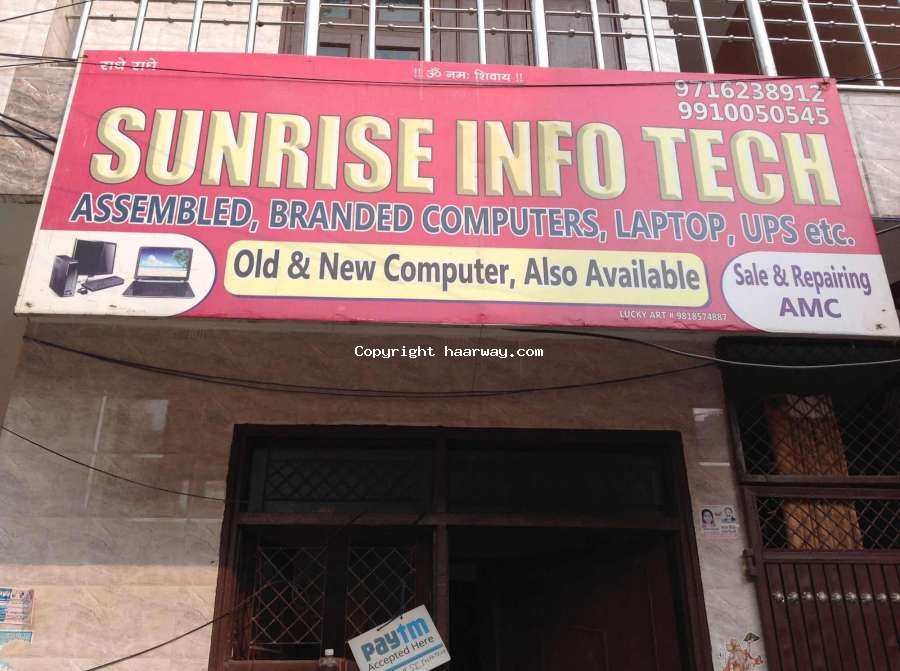 राधे राधे
!! ॐ नमः शिवाय !!
9716238912
9910050545
SUNRISE INFO TECH
ASSEMBLED, BRANDED COMPUTERS, LAPTOP, UPS etc.
Old & New Computer, Also Available
Sale & Repairing
AMC
LUCKY ART # 9818574887
Copyright haarway.com
paytm
Accepted Here